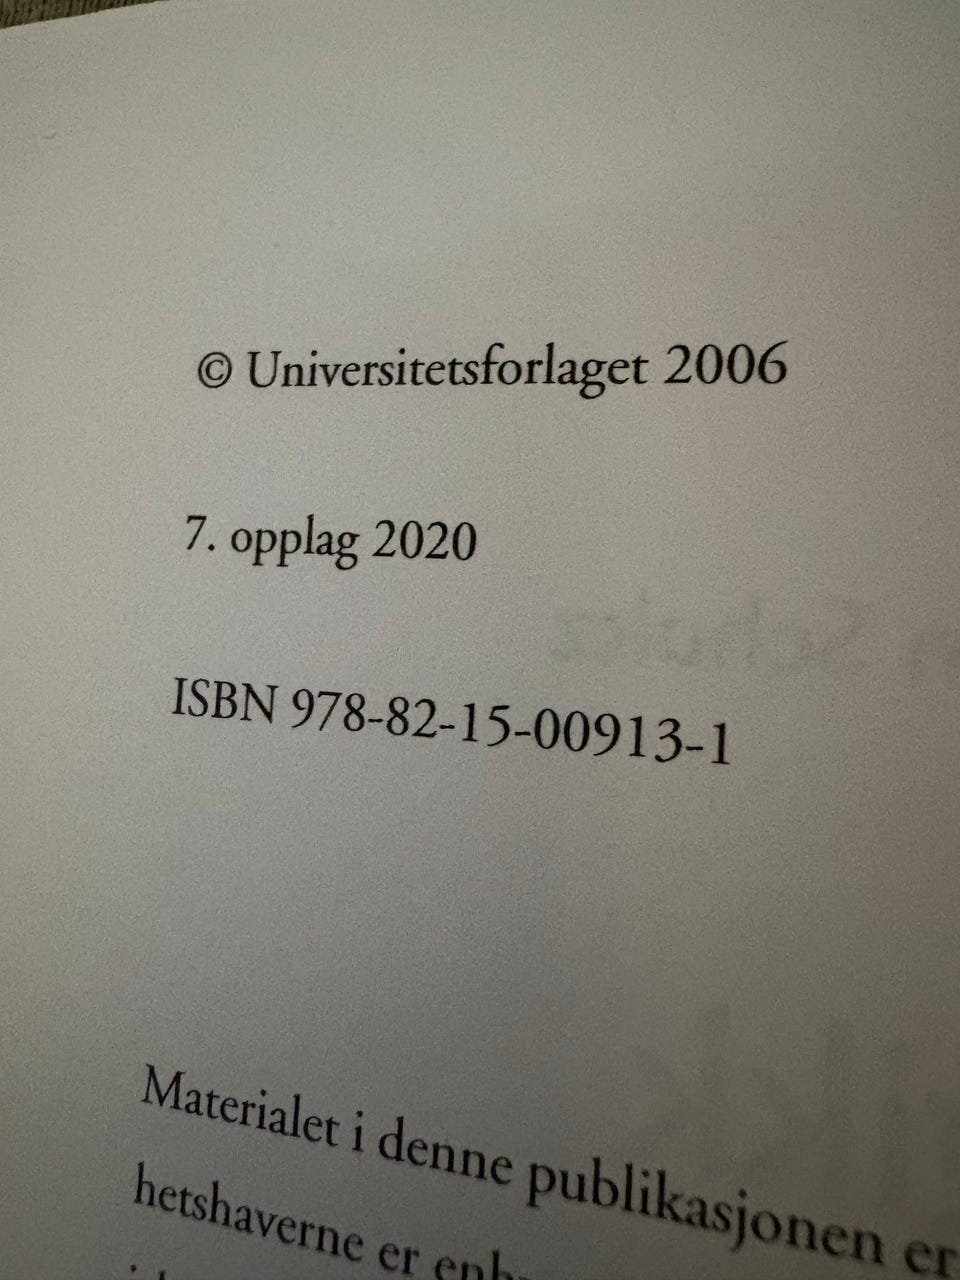 © Universitetsforlaget 2006
7. opplag 2020
ISBN 978-82-15-00913-1
Materialet i denne publikasjonen er
hetshaverne er